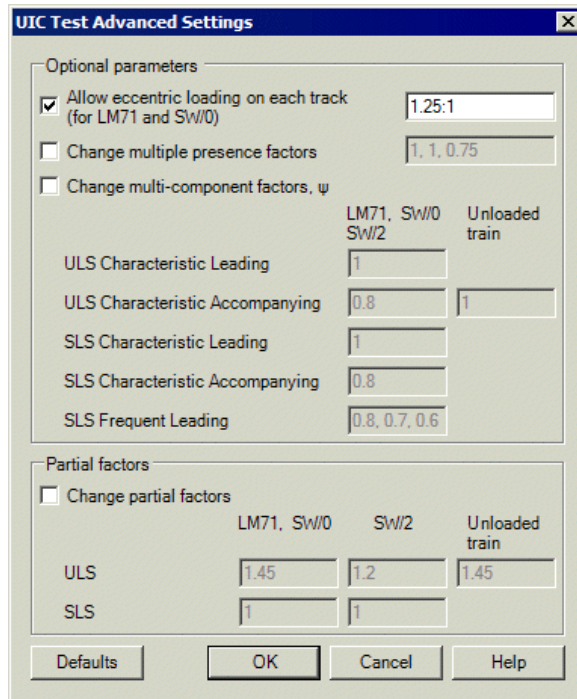 UIC Test Advanced Settings
Optional parameters
Allow eccentric loading on each track
(for LM71 and SW/0)
1.25:1
Change multiple presence factors
1, 1, 0.75
Change multi-component factors, ψ
LM71, SW/0 Unloaded
SW/2 train
ULS Characteristic Leading 1
ULS Characteristic Accompanying 0.8 1
SLS Characteristic Leading 1
SLS Characteristic Accompanying 0.8
SLS Frequent Leading 0.8, 0.7, 0.6
Partial factors
Change partial factors
LM71, SW/0 SW/2 Unloaded
train
ULS 1.45 1.2 1.45
SLS 1 1
Defaults OK Cancel Help